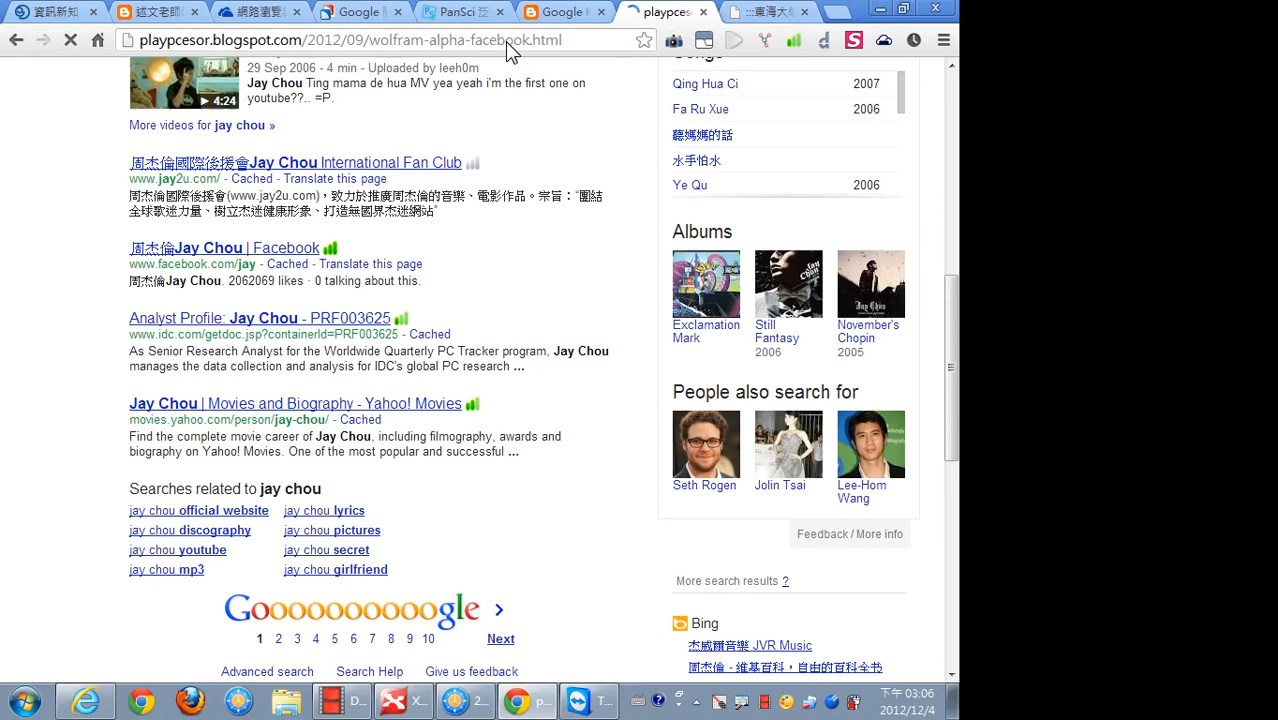 資訊新知
述文老師
網路瀏覽
Google
PanSci 泛
Google
playpceso
:::東海大學
playpcesor.blogspot.com/2012/09/wolfram-alpha-facebook.html
29 Sep 2006 - 4 min - Uploaded by leeh0m
Jay Chou Ting mama de hua MV yea yeah i'm the first one on
youtube??.. =P.
4:24
More videos for jay chou »
周杰倫國際後援會Jay Chou International Fan Club
www.jay2u.com/ - Cached - Translate this page
周杰倫國際後援會(www.jay2u.com)，致力於推廣周杰倫的音樂、電影作品。宗旨：“團結
全球歌迷力量、樹立杰迷健康形象、打造無國界杰迷網站”
周杰倫Jay Chou | Facebook
www.facebook.com/jay - Cached - Translate this page
周杰倫Jay Chou. 2062069 likes · 0 talking about this.
Analyst Profile: Jay Chou - PRF003625
www.idc.com/getdoc.jsp?containerId=PRF003625 - Cached
As Senior Research Analyst for the Worldwide Quarterly PC Tracker program, Jay Chou
manages the data collection and analysis for IDC's global PC research ...
Jay Chou | Movies and Biography - Yahoo! Movies
movies.yahoo.com/person/jay-chou/ - Cached
Find the complete movie career of Jay Chou, including filmography, awards and
biography on Yahoo! Movies. One of the most popular and successful ...
Searches related to jay chou
jay chou official website
jay chou lyrics
jay chou discography
jay chou pictures
jay chou youtube
jay chou secret
jay chou mp3
jay chou girlfriend
Goooooooooogle
1 2 3 4 5 6 7 8 9 10 Next
Advanced search Search Help Give us feedback
Songs
Qing Hua Ci 2007
Fa Ru Xue 2006
聽媽媽的話
水手怕水
Ye Qu 2006
Albums
Exclamation
Mark
Still
Fantasy
2006
November's
Chopin
2005
People also search for
Seth Rogen
Jolin Tsai
Lee-Hom
Wang
Feedback / More info
More search results ?
Bing
杰威爾音樂 JVR Music
周杰倫 - 維基百科，自由的百科全书
D...
X...
2...
p...
T...
下午 03:06
2012/12/4